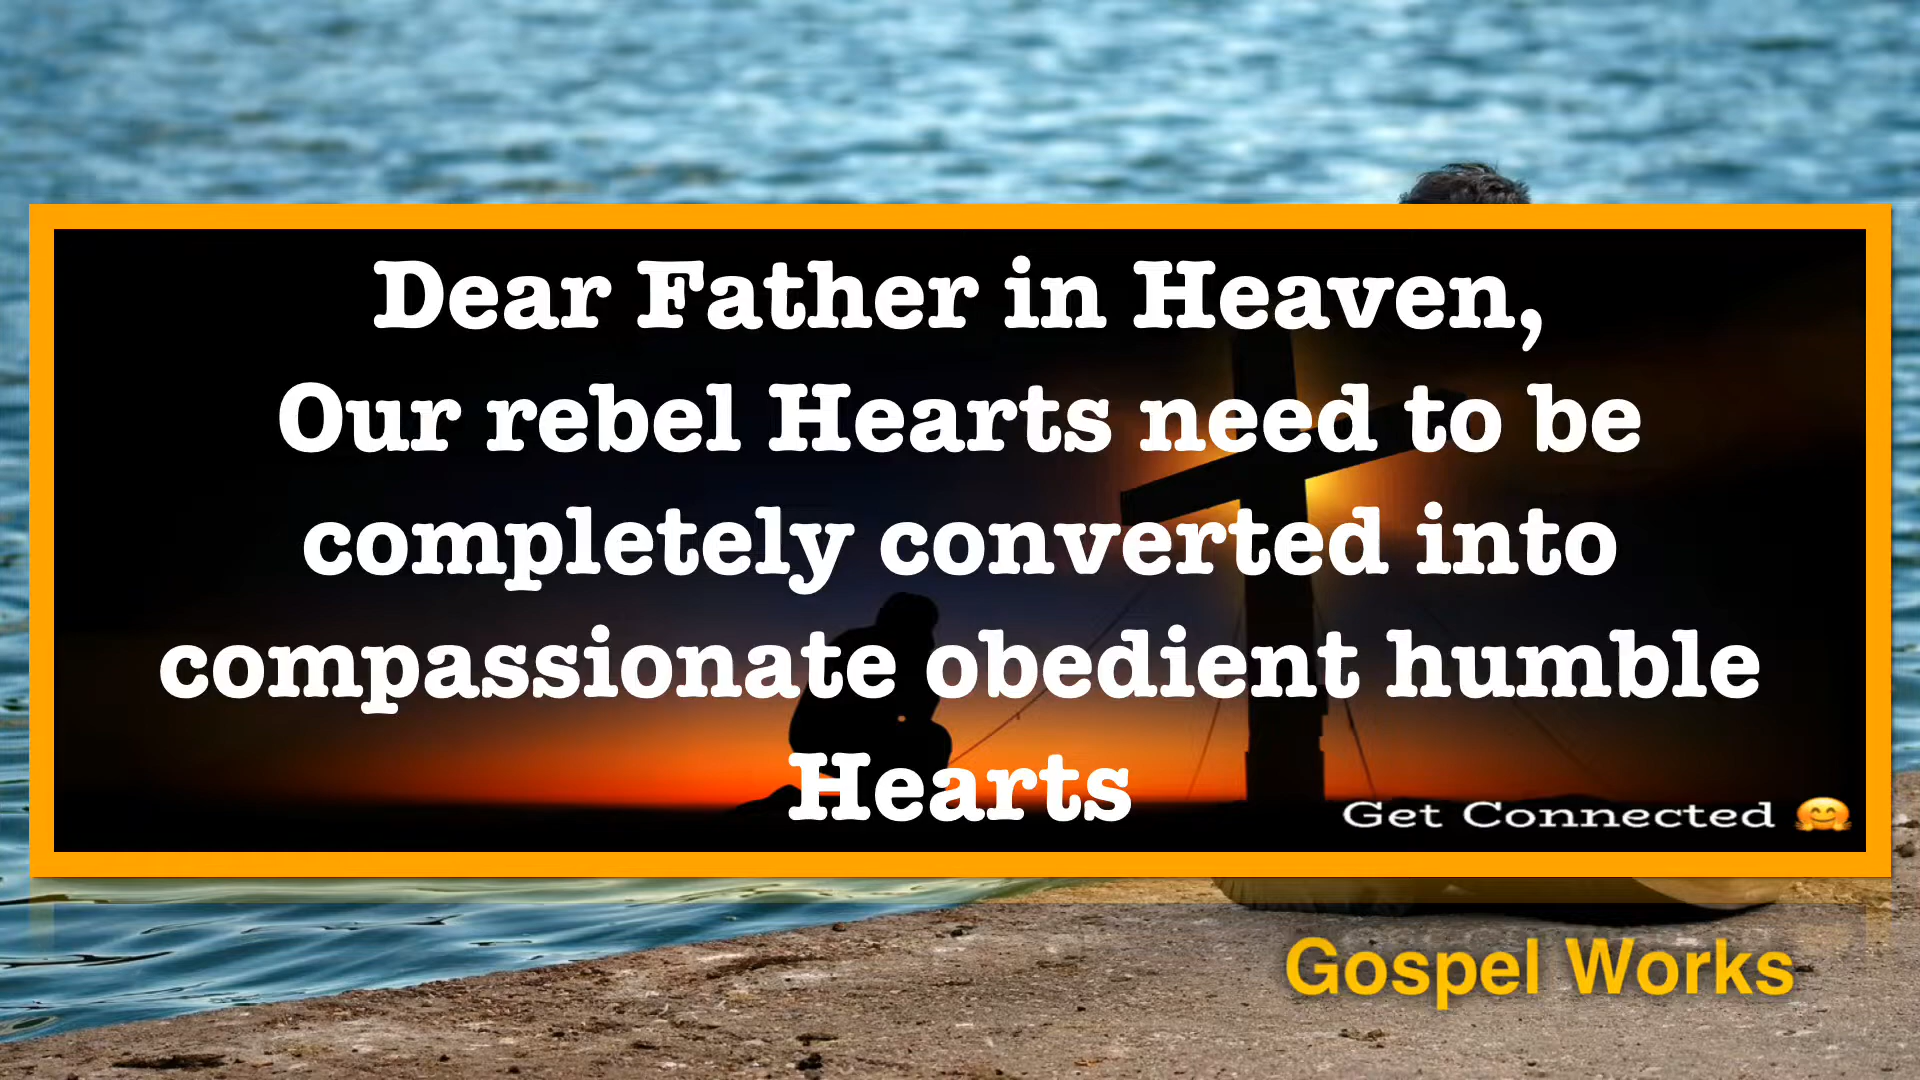 Dear Father in Heaven,
Our rebel Hearts need to be
completely converted into
compassionate obedient humble
Hearts
Get Connected 🤗
Gospel Works